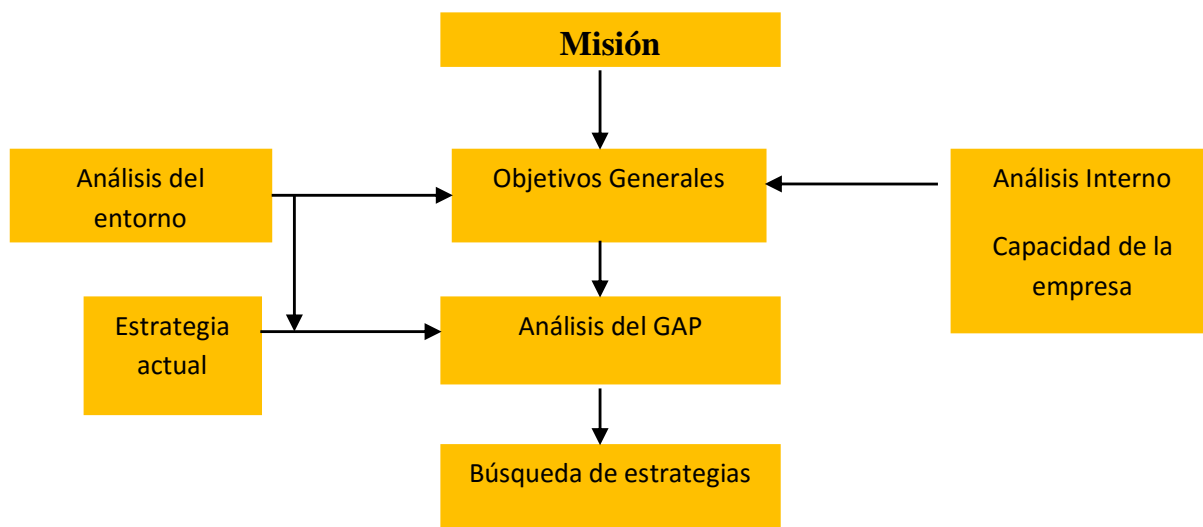 Misión
Análisis del
entorno
Objetivos Generales
Análisis Interno
Capacidad de la
empresa
Estrategia
actual
Análisis del GAP
Búsqueda de estrategias